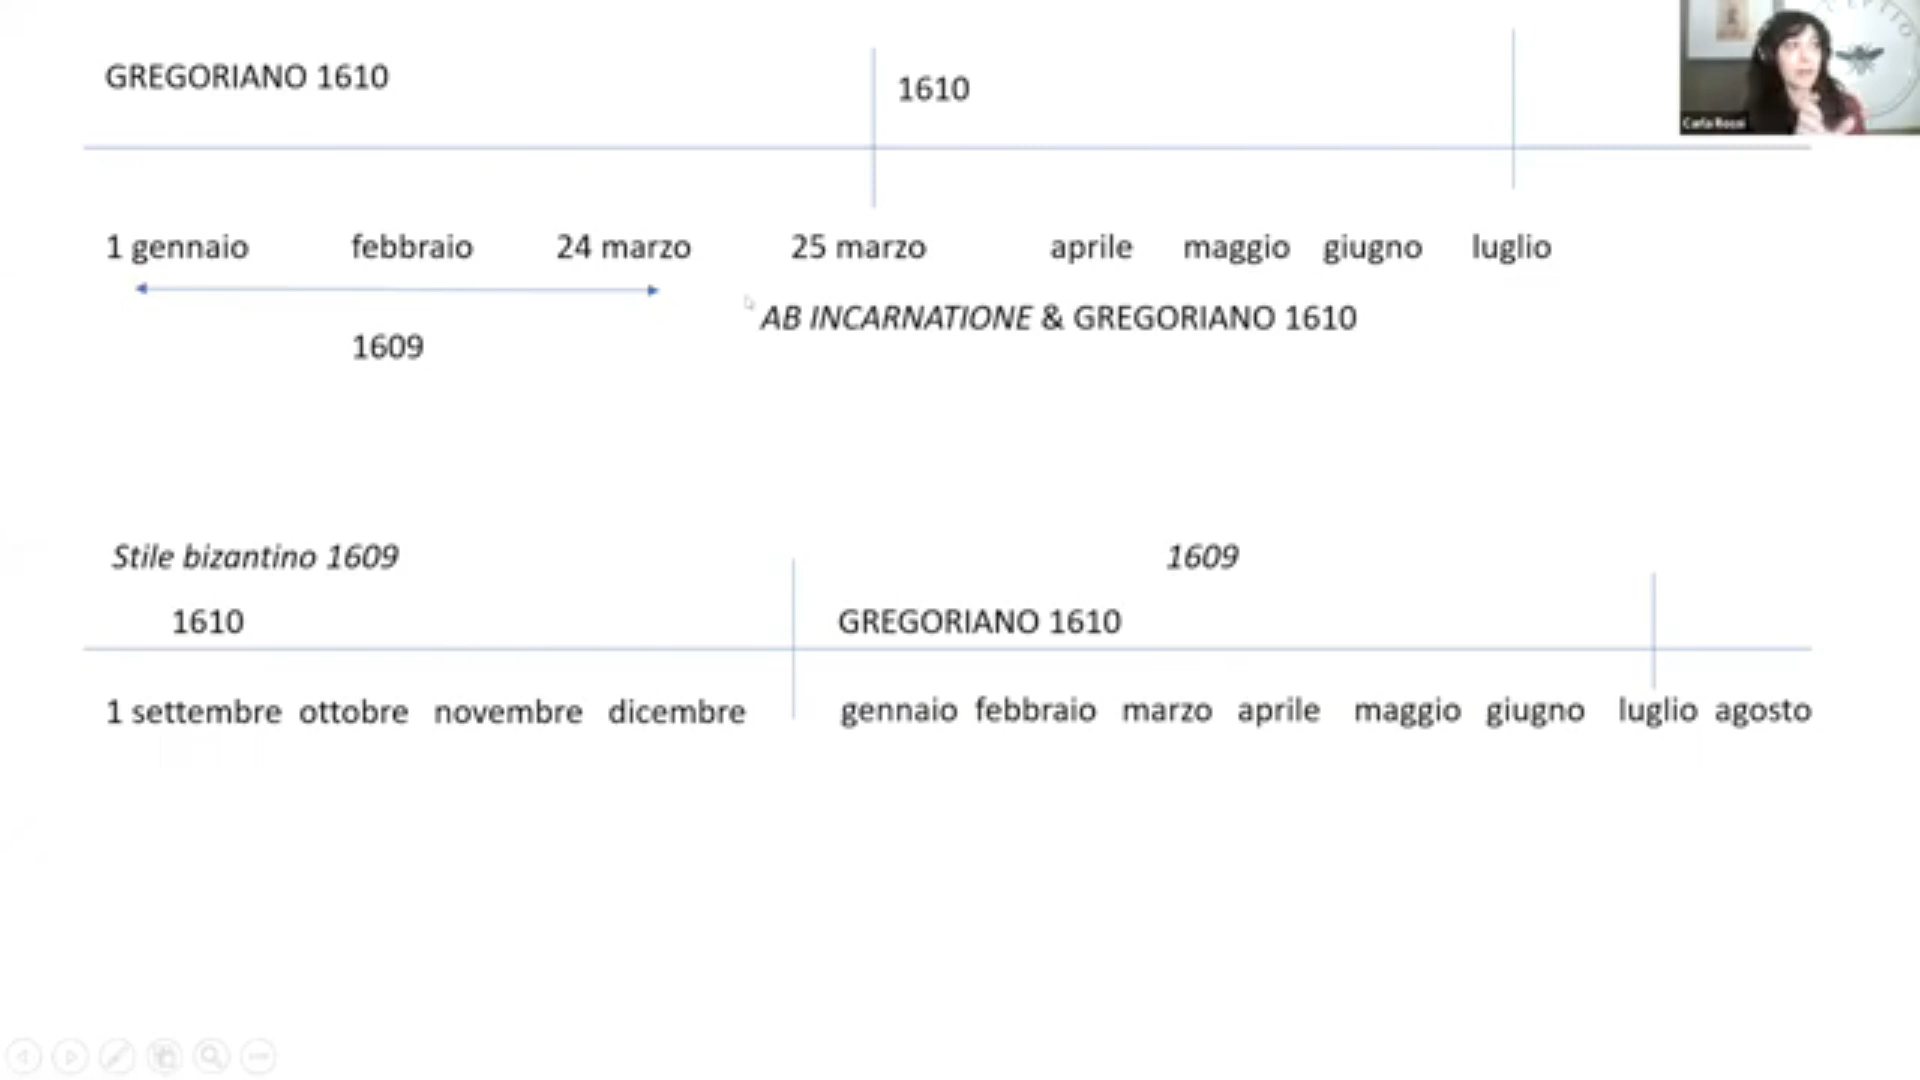 GREGORIANO 1610
1610
Carla Rossi
1 gennaio febbraio 24 marzo 25 marzo aprile maggio giugno luglio
1609
AB INCARNATIONE & GREGORIANO 1610
Stile bizantino 1609
1609
1610
GREGORIANO 1610
1 settembre ottobre novembre dicembre gennaio febbraio marzo aprile maggio giugno luglio agosto